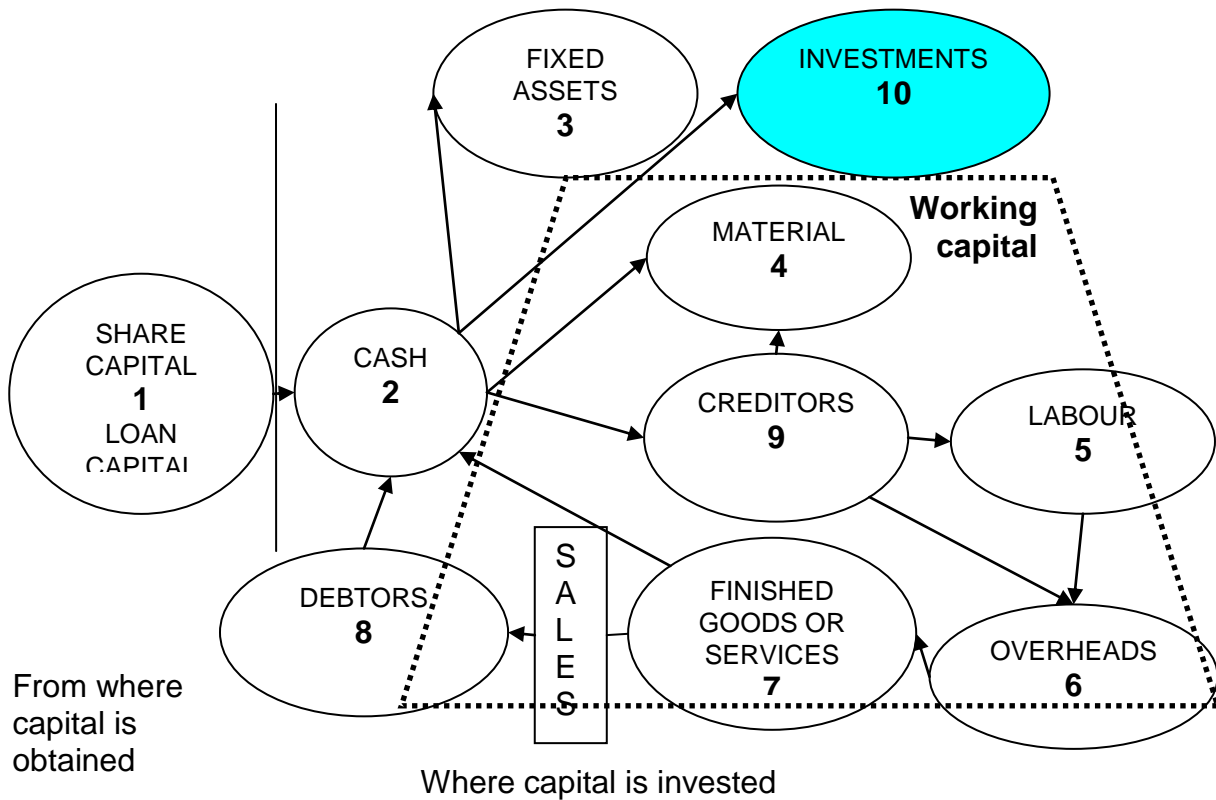 FIXED
ASSETS
3
INVESTMENTS
10
Working
capital
MATERIAL
4
SHARE
CAPITAL
1
LOAN
CAPITAL
CASH
2
CREDITORS
9
LABOUR
5
S
A
L
E
S
DEBTORS
8
FINISHED
GOODS OR
SERVICES
7
OVERHEADS
6
From where
capital is
obtained
Where capital is invested